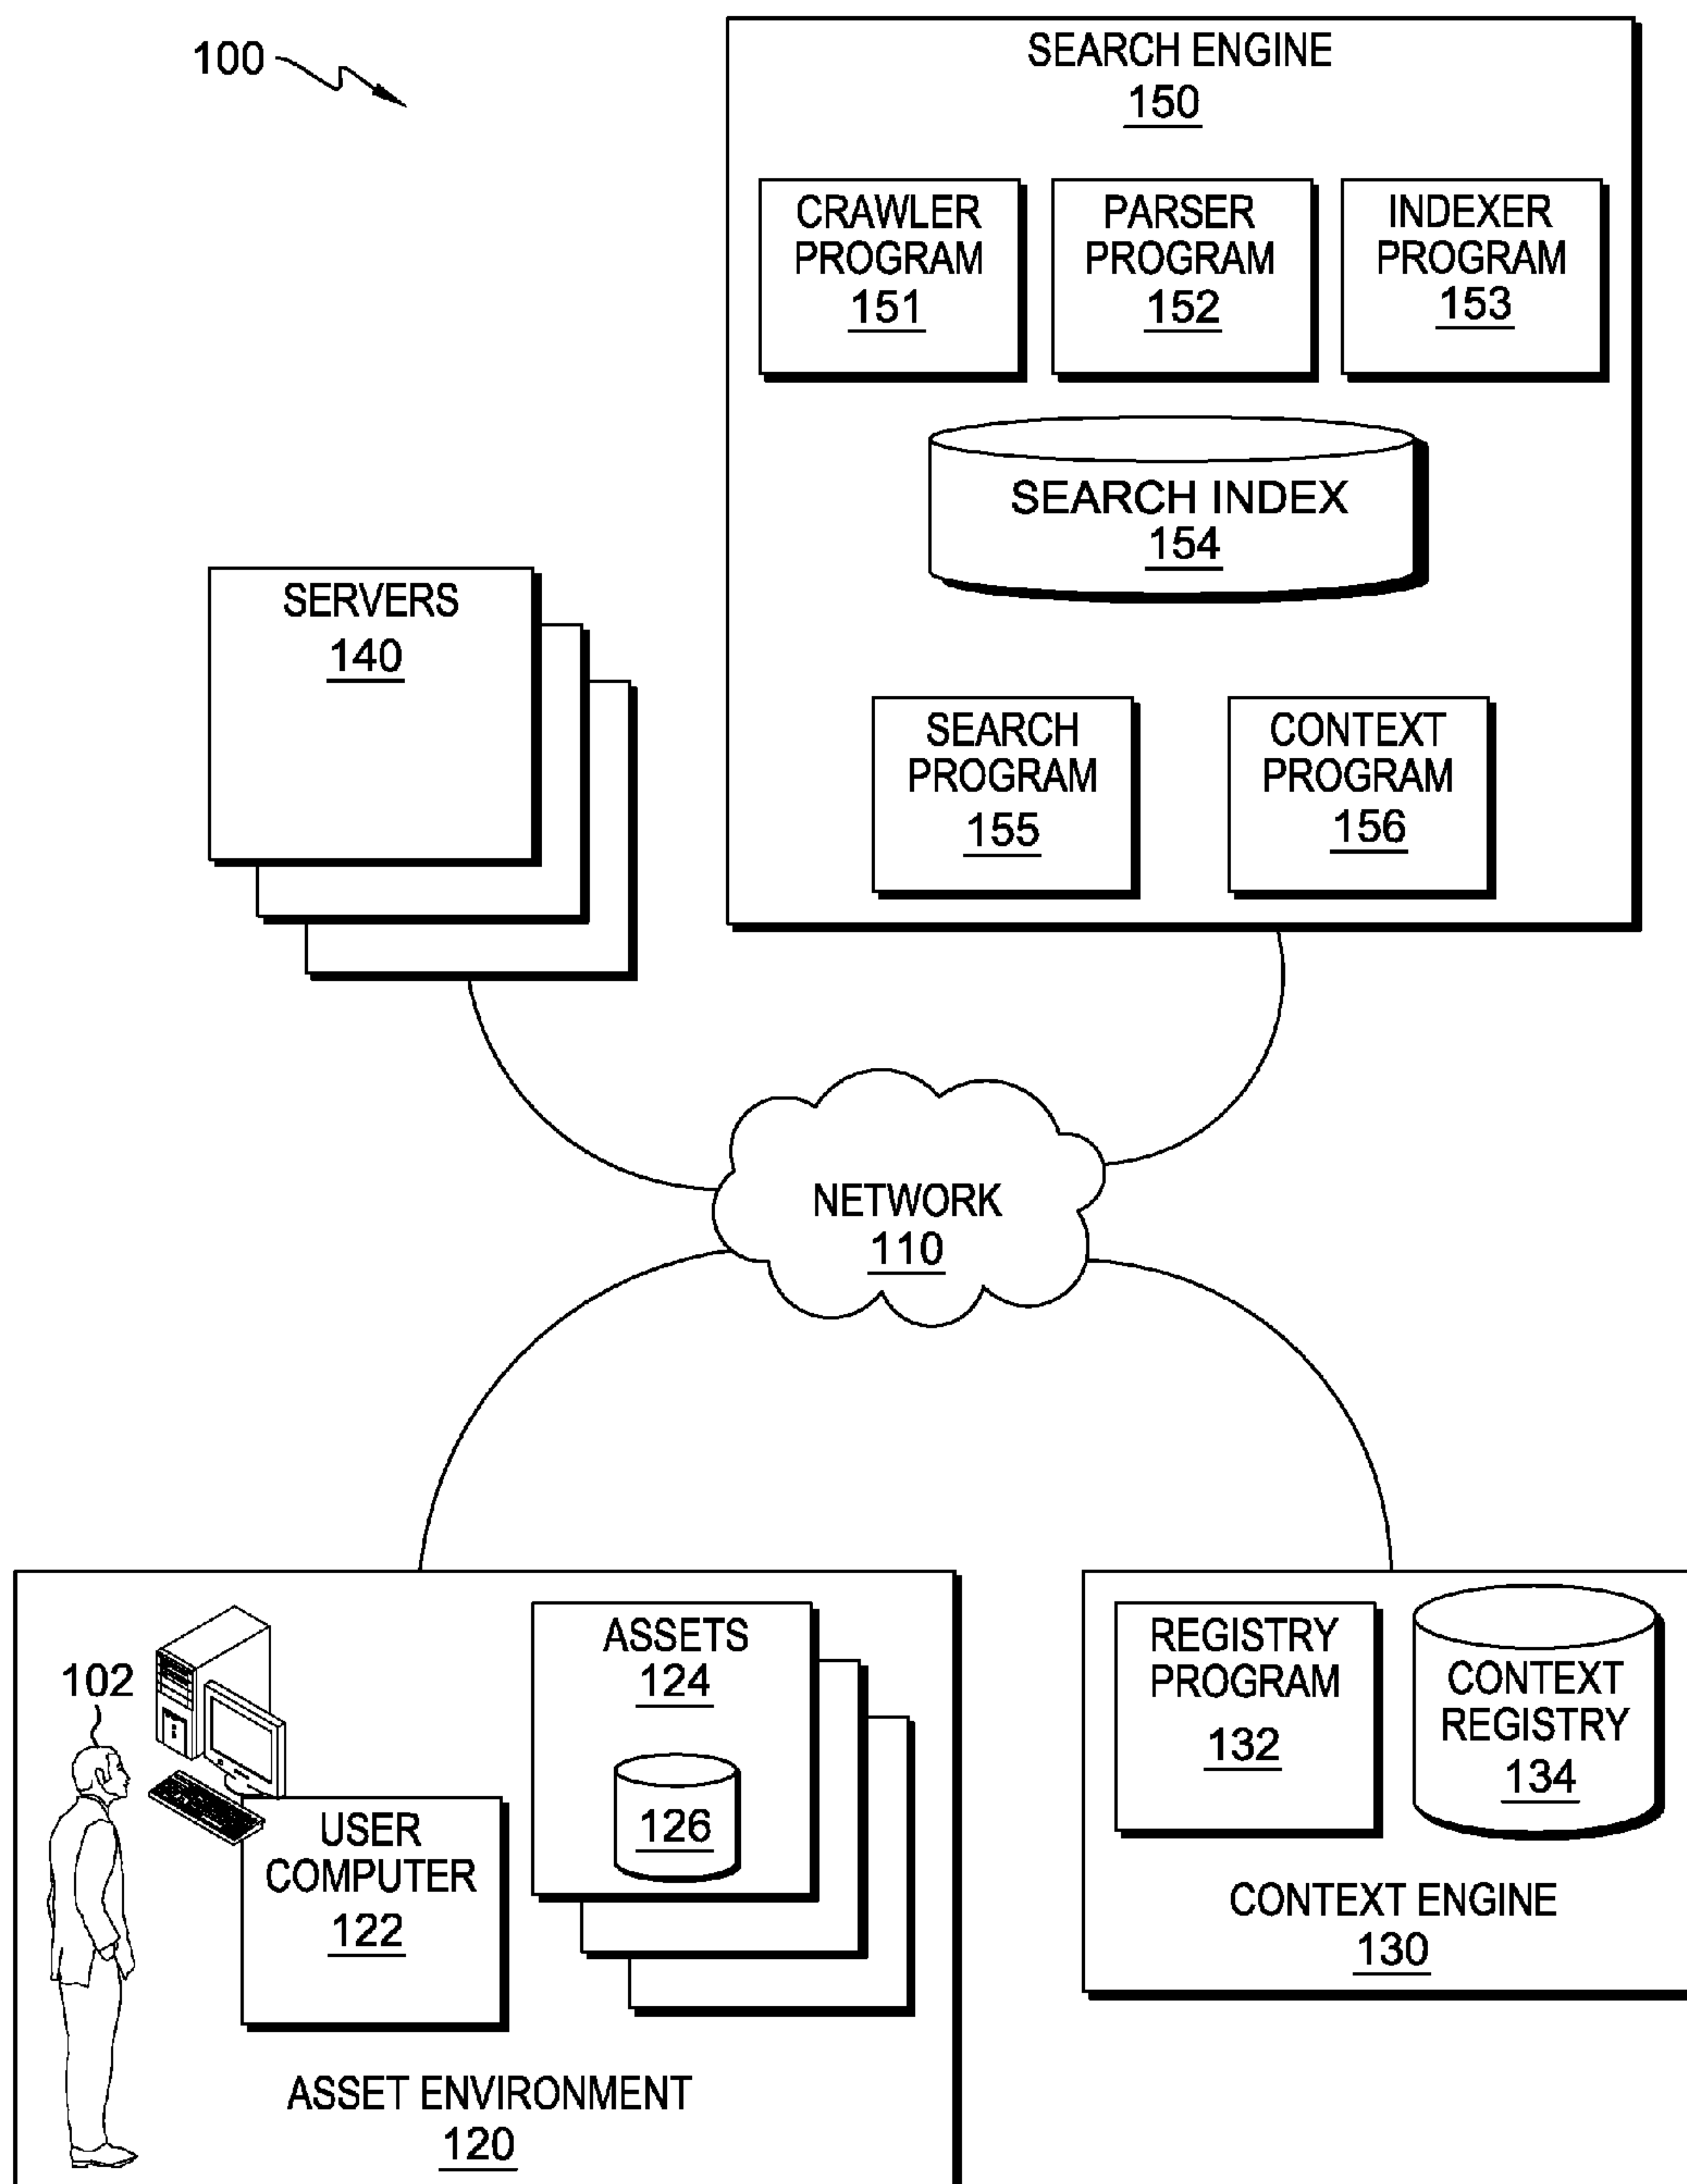 100
SEARCH ENGINE
150
CRAWLER
PROGRAM
151
PARSER
PROGRAM
152
INDEXER
PROGRAM
153
SEARCH INDEX
154
SERVERS
140
SEARCH
PROGRAM
155
CONTEXT
PROGRAM
156
NETWORK
110
102
USER
COMPUTER
122
ASSETS
124
126
ASSET ENVIRONMENT
120
REGISTRY
PROGRAM
132
CONTEXT
REGISTRY
134
CONTEXT ENGINE
130